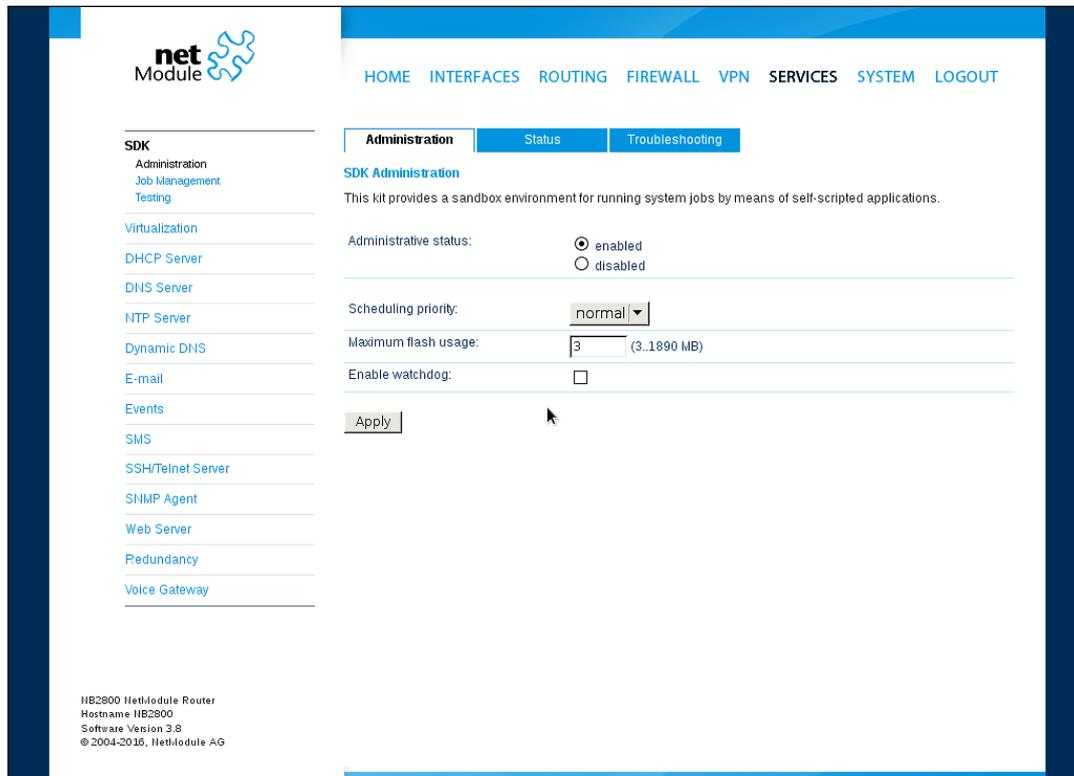 net
Module
HOME INTERFACES ROUTING FIREWALL VPN SERVICES SYSTEM LOGOUT
SDK
Administration
Job Management
Testing
Virtualization
DHCP Server
DNS Server
NTP Server
Dynamic DNS
E-mail
Events
SMS
SSH/Telnet Server
SNMP Agent
Web Server
Redundancy
Voice Gateway
Administration Status Troubleshooting
SDK Administration
This kit provides a sandbox environment for running system jobs by means of self-scripted applications.
Administrative status:
enabled
disabled
Scheduling priority: normal
Maximum flash usage: 3 (3..1890 MB)
Enable watchdog:
Apply
NB2800 NetModule Router
Hostname NB2800
Software Version 3.8
© 2004-2016, NetModule AG